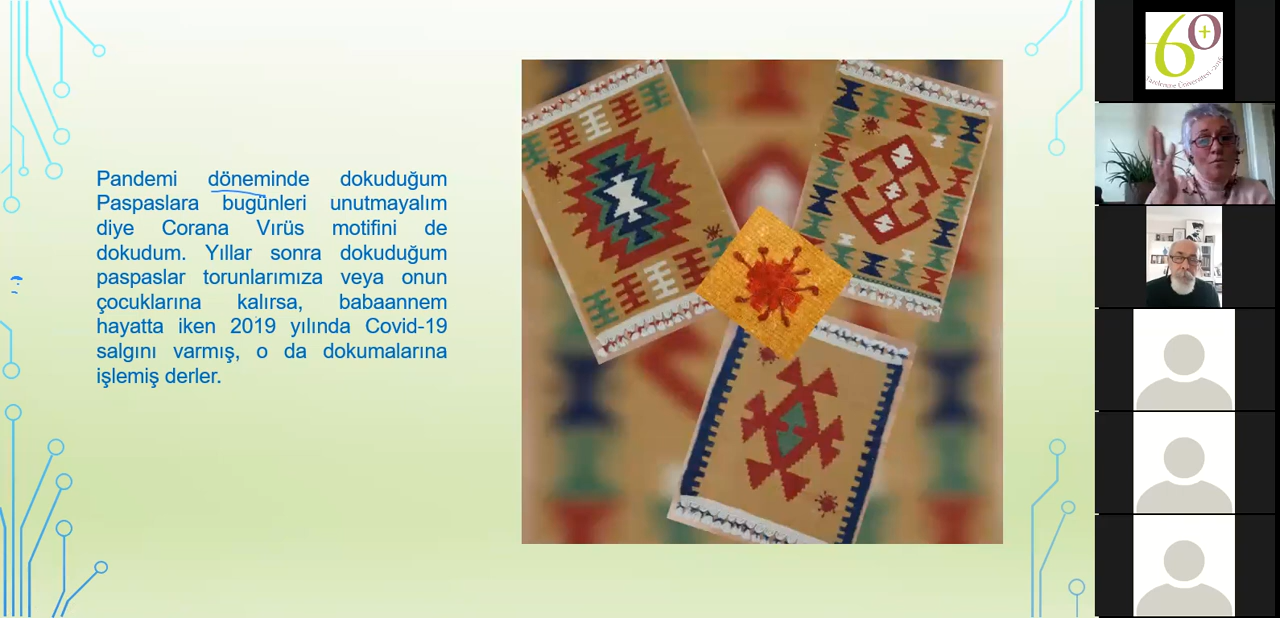 Pandemi döneminde dokuduğum
Paspaslara bugünleri unutmayalım
diye Corana Vırüs motifini de
dokudum. Yıllar sonra dokuduğum
paspaslar torunlarımıza veya onun
çocuklarına kalırsa, babaannem
hayatta iken 2019 yılında Covid-19
salgını varmış, o da dokumalarına
işlemiş derler.
60+